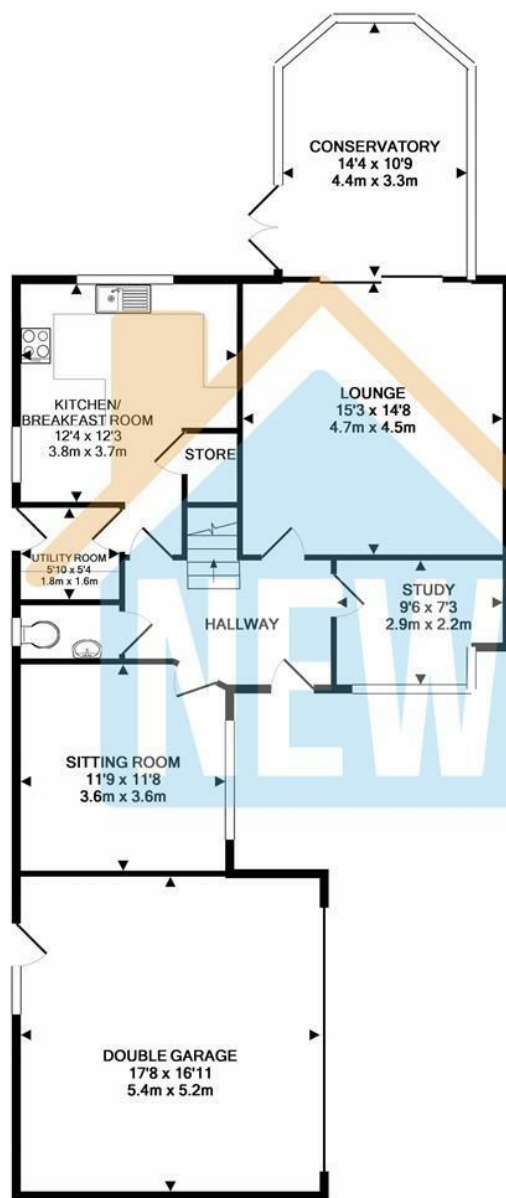 CONSERVATORY
14'4 x 10'9
4.4m x 3.3m
KITCHEN/
BREAKFAST ROOM
12'4 x 12'3
3.8m x 3.7m
LOUNGE
15'3 x 14'8
4.7m x 4.5m
STORE
UTILITY ROOM
5'10 x 5'4
1.8m x 1.6m
STUDY
9'6 x 7'3
2.9m x 2.2m
HALLWAY
NEW
SITTING ROOM
11'9 x 11'8
3.6m x 3.6m
DOUBLE GARAGE
17'8 x 16'11
5.4m x 5.2m